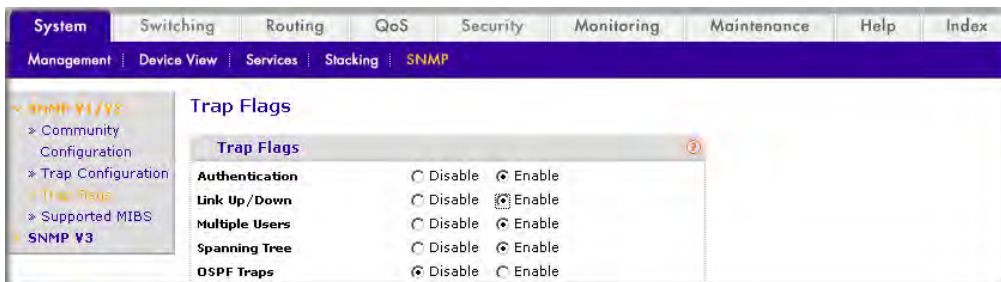 System Switching Routing QoS Security Monitoring Maintenance Help Index
Management Device View Services Stacking SNMP
SNMP V1/V2
» Community
Configuration
» Trap Configuration
» Trap Flags
» Supported MIBS
SNMP V3
Trap Flags
Trap Flags ?
Authentication Disable Enable
Link Up/Down Disable Enable
Multiple Users Disable Enable
Spanning Tree Disable Enable
OSPF Traps Disable Enable